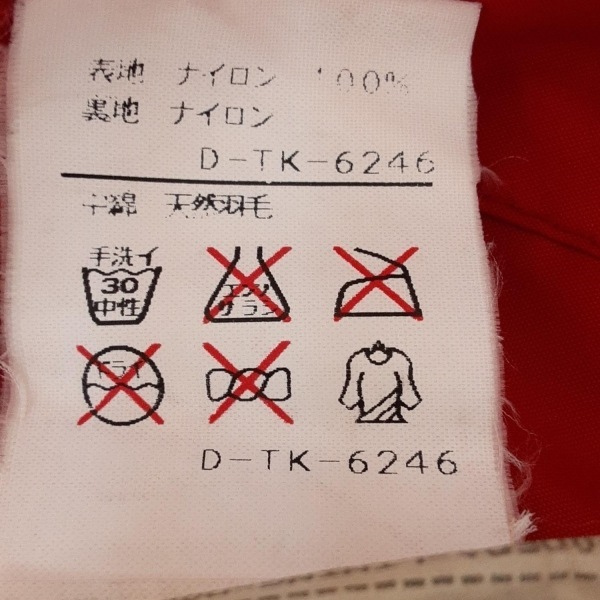 表地 ナイロン 100%
裏地 ナイロン
D-TK-6246
中綿 天然羽毛
手洗イ
30
中性
エンソ
サラシ
ドライ
D-TK-6246